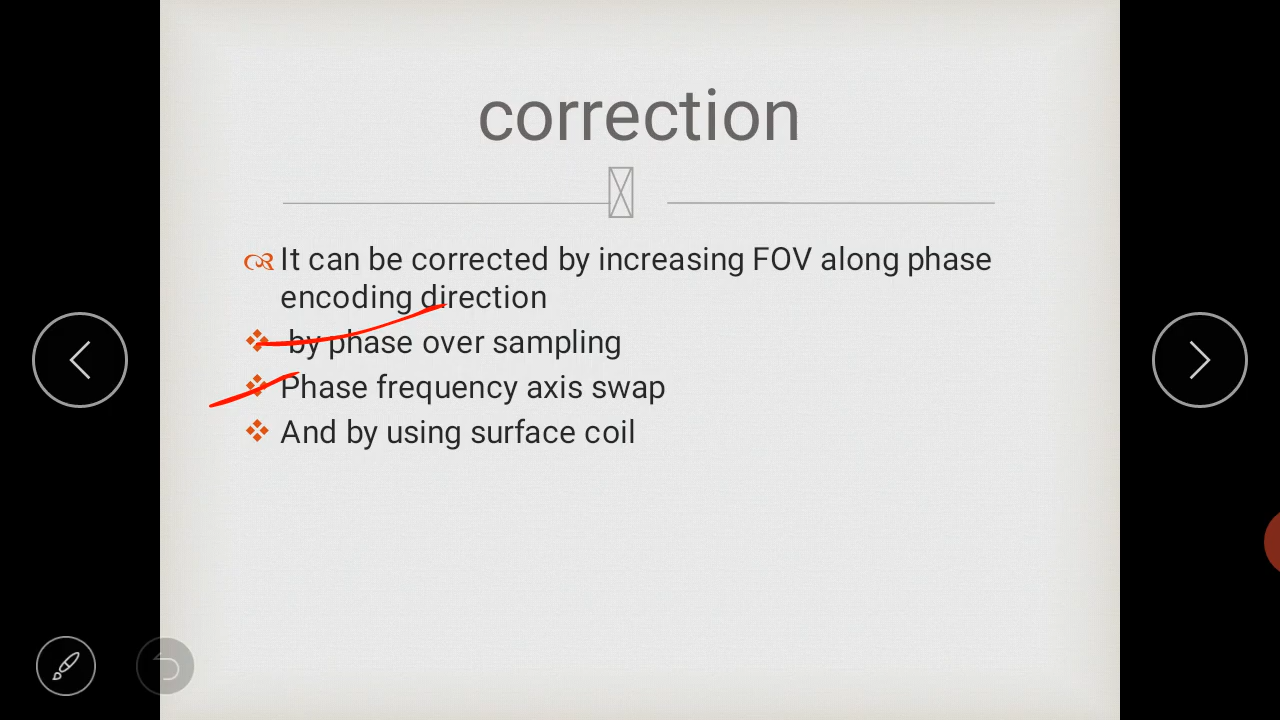 correction
It can be corrected by increasing FOV along phase
encoding direction
by phase over sampling
Phase frequency axis swap
And by using surface coil